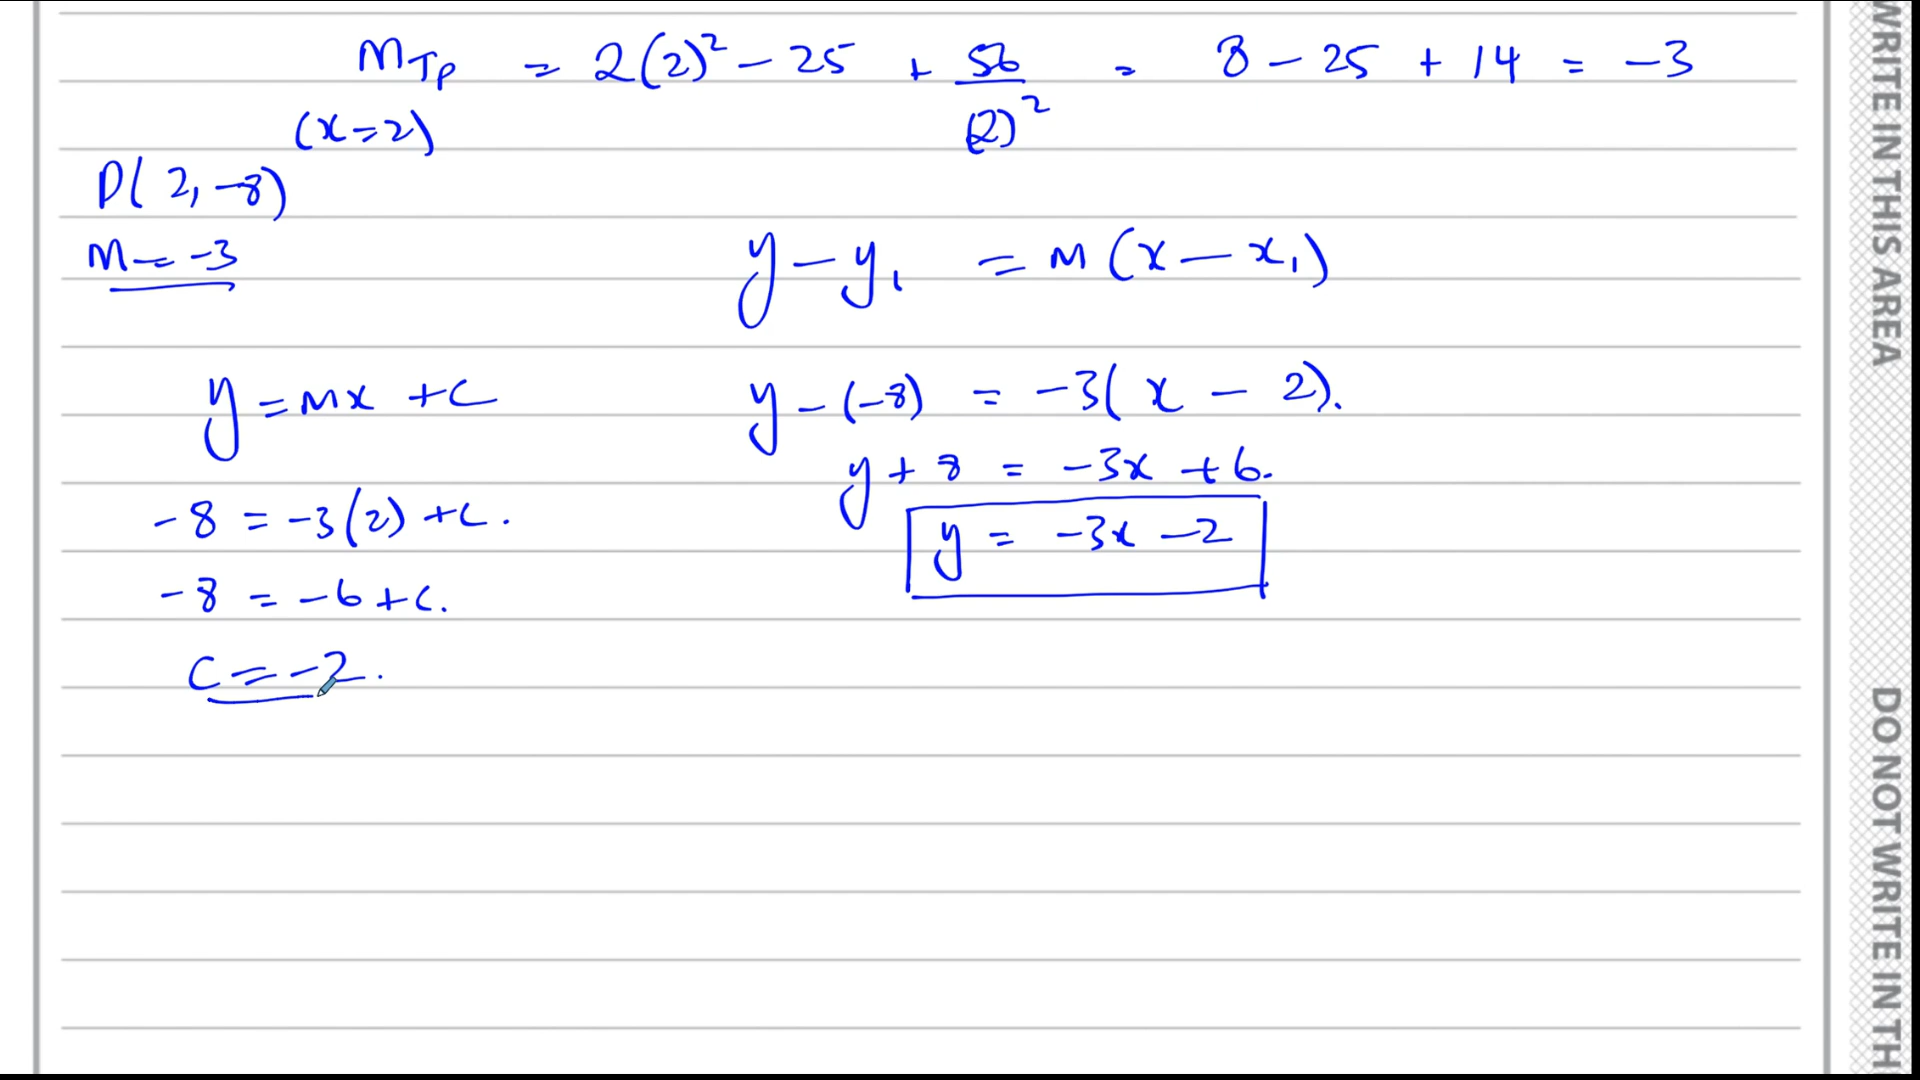 M_TP = 2(2)² - 25 + 56/(2)² = 8 - 25 + 14 = -3
(x=2)
P(2, -8)
M = -3
y - y₁ = M(x - x₁)
y = mx + c
-8 = -3(2) + c.
-8 = -6 + c.
c = -2.
y - (-8) = -3(x - 2).
y + 8 = -3x + 6.
y = -3x - 2
WRITE IN THIS AREA
DO NOT WRITE IN TH